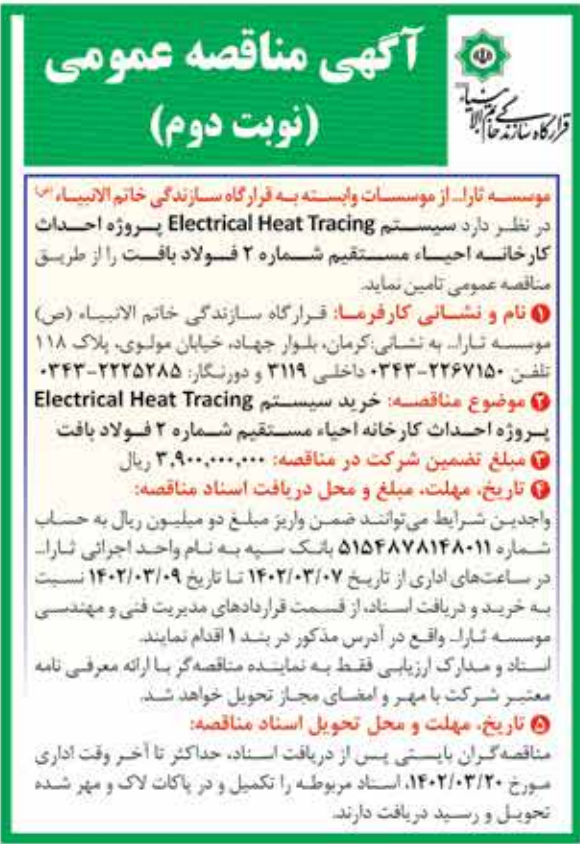 آگهی مناقصه عمومی
(نوبت دوم)
قرارگاه سازندگی خاتم الانبیاء
موسسه ثاراـ.. از موسسات وابسته به قرارگاه سازندگی خاتم الانبیاء (ص)
در نظر دارد سیستم Electrical Heat Tracing پروژه احداث
کارخانه احیاء مستقیم شماره ۲ فولاد بافت را از طریق
مناقصه عمومی تامین نماید.
۱ نام و نشانی کارفرما: قرارگاه سازندگی خاتم الانبیاء (ص)
موسسه ثاراـ.. به نشانی:کرمان، بلوار جهاد، خیابان مولوی، پلاک ۱۱۸
تلفن ۲۲۶۷۱۵۰-۰۳۴۳ داخلی ۳۱۱۹ و دورنگار: ۲۲۲۵۲۸۵-۰۳۴۳
۲ موضوع مناقصه: خرید سیستم Electrical Heat Tracing
پروژه احداث کارخانه احیاء مستقیم شماره ۲ فولاد بافت
۳ مبلغ تضمین شرکت در مناقصه: ۳,۹۰۰,۰۰۰,۰۰۰ ریال
۴ تاریخ، مهلت، مبلغ و محل دریافت اسناد مناقصه:
واجدین شرایط می‌توانند ضمن واریز مبلغ دو میلیون ریال به حساب
شماره ۵۱۵۴۸۷۸۱۴۸۰۱۱ بانک سپه به نام واحد اجرائی ثاراـ..
در ساعت‌های اداری از تاریخ ۱۴۰۲/۰۳/۰۷ تا تاریخ ۱۴۰۲/۰۳/۰۹ نسبت
به خرید و دریافت اسناد، از قسمت قراردادهای مدیریت فنی و مهندسی
موسسه ثاراـ.. واقع در آدرس مذکور در بند ۱ اقدام نمایند.
اسناد و مدارک ارزیابی فقط به نماینده مناقصه‌گر با ارائه معرفی نامه
معتبر شرکت با مهر و امضای مجاز تحویل خواهد شد.
۵ تاریخ، مهلت و محل تحویل اسناد مناقصه:
مناقصه‌گران بایستی پس از دریافت اسناد، حداکثر تا آخر وقت اداری
مورخ ۱۴۰۲/۰۳/۲۰، اسناد مربوطه را تکمیل و در پاکات لاک و مهر شده
تحویل و رسید دریافت دارند.